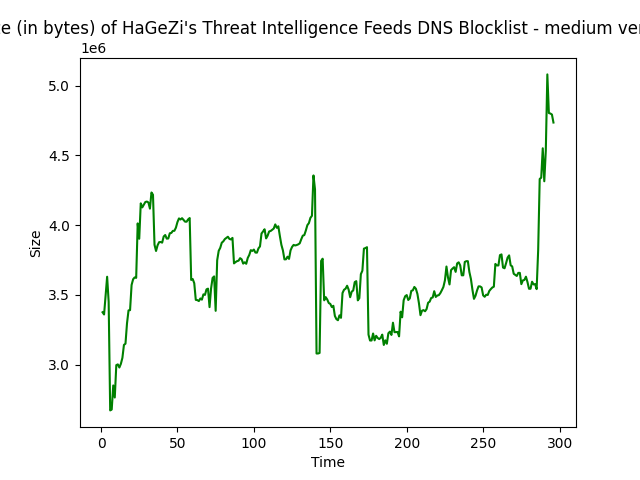 (in bytes) of HaGeZi's Threat Intelligence Feeds DNS Blocklist - medium
1e6
5.0
4.5
4.0
3.5
3.0
Size
0 50 100 150 200 250 300
Time